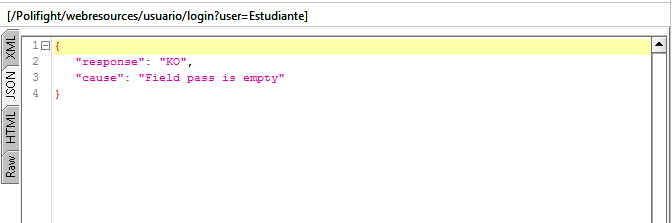 [/Polifight/webresources/usuario/login?user=Estudiante]
XML
JSON
HTML
Raw
1 {
2 "response": "KO",
3 "cause": "Field pass is empty"
4 }